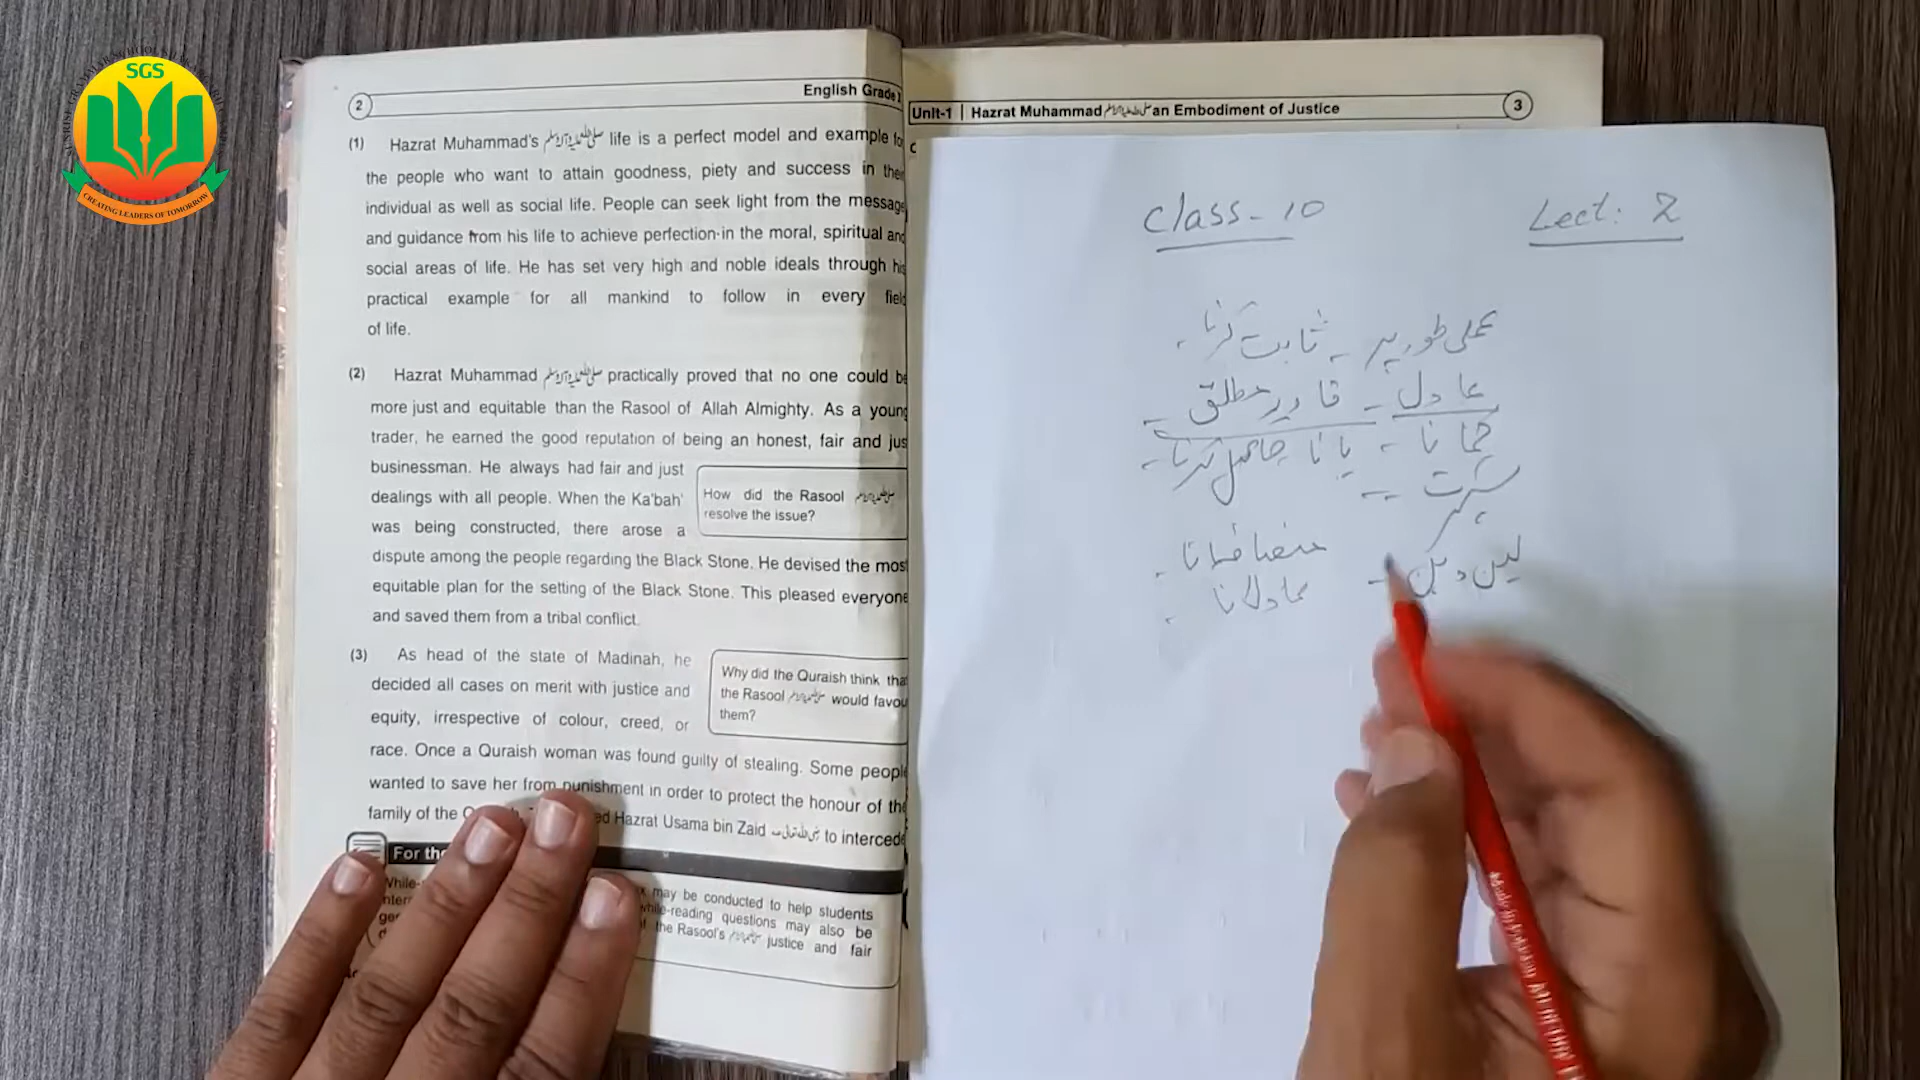 SGS
CREATING LEADERS OF TOMORROW
2
English Grade
(1) Hazrat Muhammad's صلی اللہ علیہ وآلہ وسلم life is a perfect model and example
the people who want to attain goodness, piety and success in
individual as well as social life. People can seek light from the message
and guidance from his life to achieve perfection in the moral, spiritual and
social areas of life. He has set very high and noble ideals through
practical example for all mankind to follow in every
of life.
(2) Hazrat Muhammad صلی اللہ علیہ وآلہ وسلم practically proved that no one could
more just and equitable than the Rasool of Allah Almighty. As a young
trader, he earned the good reputation of being an honest, fair and
businessman. He always had fair and just
dealings with all people. When the Ka'bah
was being constructed, there arose a
How did the Rasool
resolve the issue?
dispute among the people regarding the Black Stone. He devised the
equitable plan for the setting of the Black Stone. This pleased everyone
and saved them from a tribal conflict.
(3) As head of the state of Madinah, he
decided all cases on merit with justice and
equity, irrespective of colour, creed, or
Why did the Quraish think
the Rasool would
them?
race. Once a Quraish woman was found guilty of stealing. Some
wanted to save her from punishment in order to protect the honour of
family of the Hazrat Usama bin Zaid to intercede
For
may be conducted to help students
while-reading questions may also be
the Rasool's justice and fair
Unit-1 | Hazrat Muhammad an Embodiment of Justice 3
Class-10 Lect: 2
عملی طور پر - ثابت کرنا -
عادل - قادر مطلق -
کمانا - پانا حاصل کرنا -
شہرت -
لین دین - منصفانا -
عادلانا -